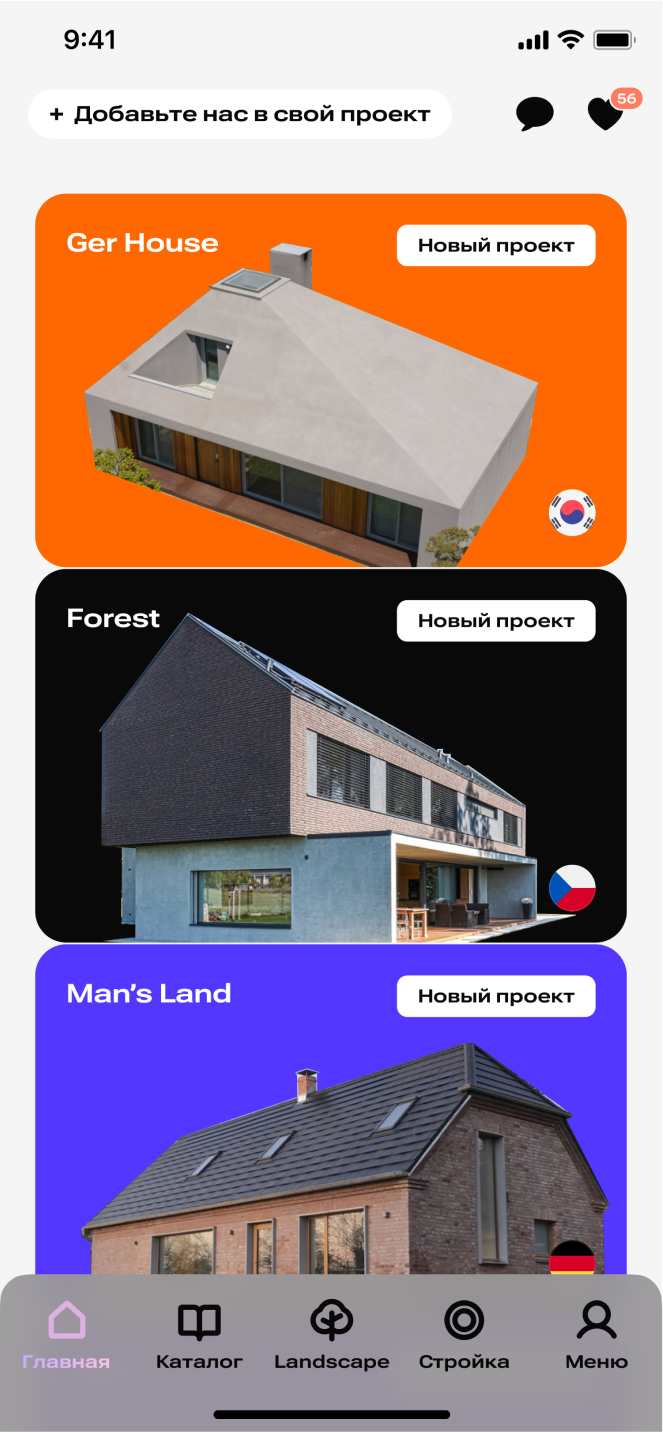 9:41
+ Добавьте нас в свой проект
56
Ger House
Новый проект
Forest
Новый проект
Man's Land
Новый проект
Главная
Каталог
Landscape
Стройка
Меню